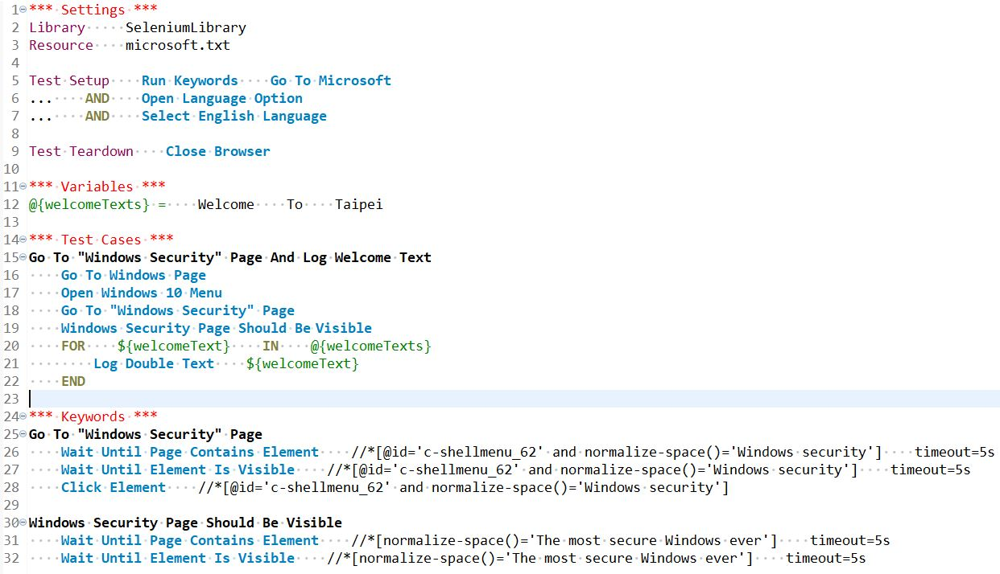 1 *** Settings ***
2 Library     SeleniumLibrary
3 Resource    microsoft.txt
4
5 Test Setup    Run Keywords    Go To Microsoft
6 ...    AND    Open Language Option
7 ...    AND    Select English Language
8
9 Test Teardown    Close Browser
10
11 *** Variables ***
12 @{welcomeTexts} =    Welcome    To    Taipei
13
14 *** Test Cases ***
15 Go To "Windows Security" Page And Log Welcome Text
16     Go To Windows Page
17     Open Windows 10 Menu
18     Go To "Windows Security" Page
19     Windows Security Page Should Be Visible
20     FOR    ${welcomeText}    IN    @{welcomeTexts}
21         Log Double Text    ${welcomeText}
22     END
23
24 *** Keywords ***
25 Go To "Windows Security" Page
26     Wait Until Page Contains Element    //*[@id='c-shellmenu_62' and normalize-space()='Windows security']    timeout=5s
27     Wait Until Element Is Visible    //*[@id='c-shellmenu_62' and normalize-space()='Windows security']    timeout=5s
28     Click Element    //*[@id='c-shellmenu_62' and normalize-space()='Windows security']
29
30 Windows Security Page Should Be Visible
31     Wait Until Page Contains Element    //*[normalize-space()='The most secure Windows ever']    timeout=5s
32     Wait Until Element Is Visible    //*[normalize-space()='The most secure Windows ever']    timeout=5s